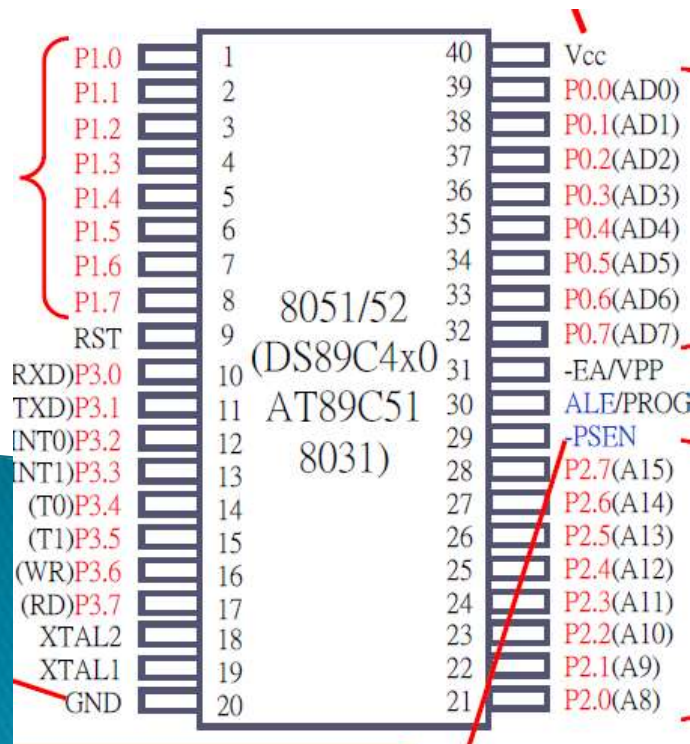 P1.0 1
P1.1 2
P1.2 3
P1.3 4
P1.4 5
P1.5 6
P1.6 7
P1.7 8
RST 9
RXD)P3.0 10
TXD)P3.1 11
INT0)P3.2 12
INT1)P3.3 13
(T0)P3.4 14
(T1)P3.5 15
(WR)P3.6 16
(RD)P3.7 17
XTAL2 18
XTAL1 19
GND 20
8051/52
(DS89C4x0
AT89C51
8031)
40 Vcc
39 P0.0(AD0)
38 P0.1(AD1)
37 P0.2(AD2)
36 P0.3(AD3)
35 P0.4(AD4)
34 P0.5(AD5)
33 P0.6(AD6)
32 P0.7(AD7)
31 -EA/VPP
30 ALE/PROG
29 -PSEN
28 P2.7(A15)
27 P2.6(A14)
26 P2.5(A13)
25 P2.4(A12)
24 P2.3(A11)
23 P2.2(A10)
22 P2.1(A9)
21 P2.0(A8)